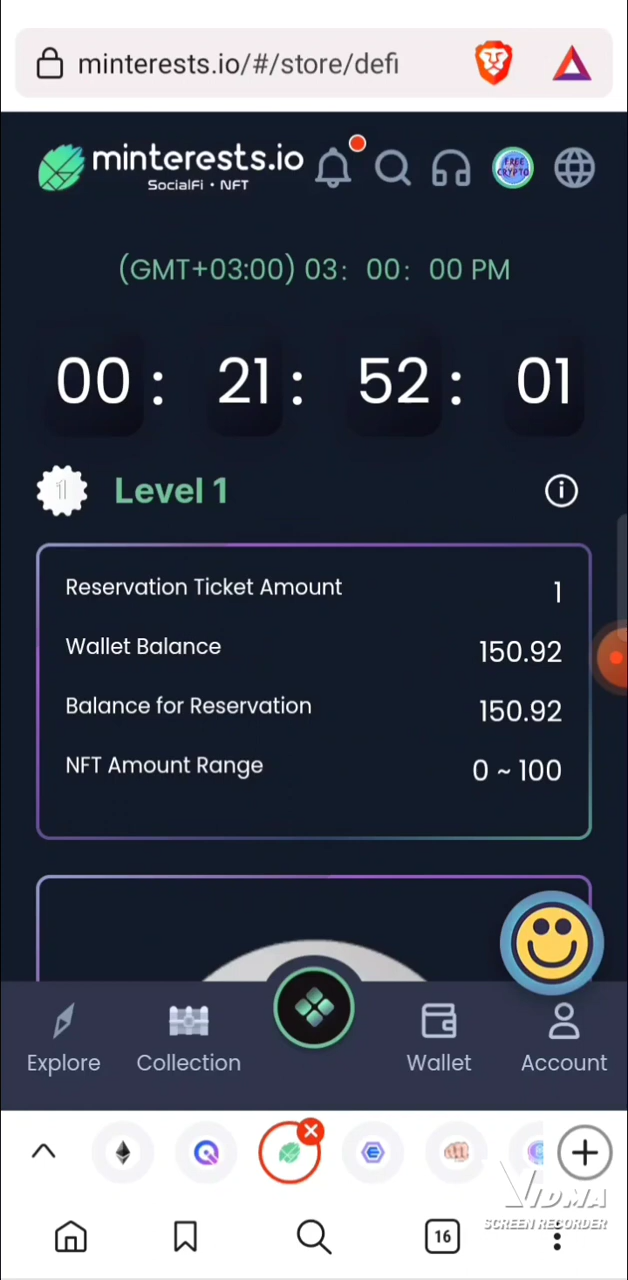 minterests.io/#/store/defi
minterests.io
SocialFi • NFT
FREE
CRYPTO
(GMT+03:00) 03: 00: 00 PM
00 : 21 : 52 : 01
1 Level 1
Reservation Ticket Amount 1
Wallet Balance 150.92
Balance for Reservation 150.92
NFT Amount Range 0 ~ 100
Explore Collection Wallet Account
16
VIDMA
SCREEN RECORDER